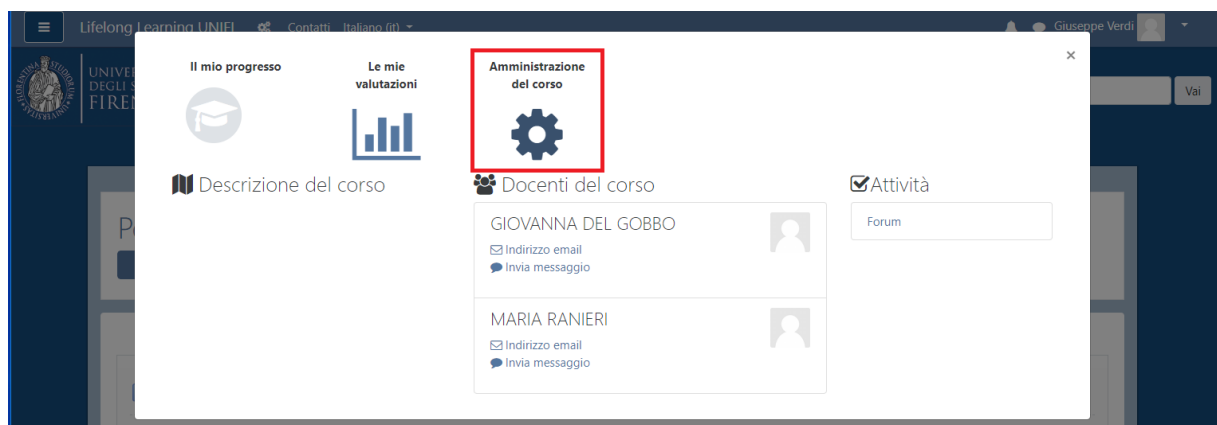 Lifelong Learning UNIFI Contatti Italiano (it) Giuseppe Verdi
Il mio progresso
Le mie
valutazioni
Amministrazione
del corso
×
DEGLI
Vai
Descrizione del corso
Docenti del corso
Attività
GIOVANNA DEL GOBBO
Indirizzo email
Invia messaggio
Forum
MARIA RANIERI
Indirizzo email
Invia messaggio